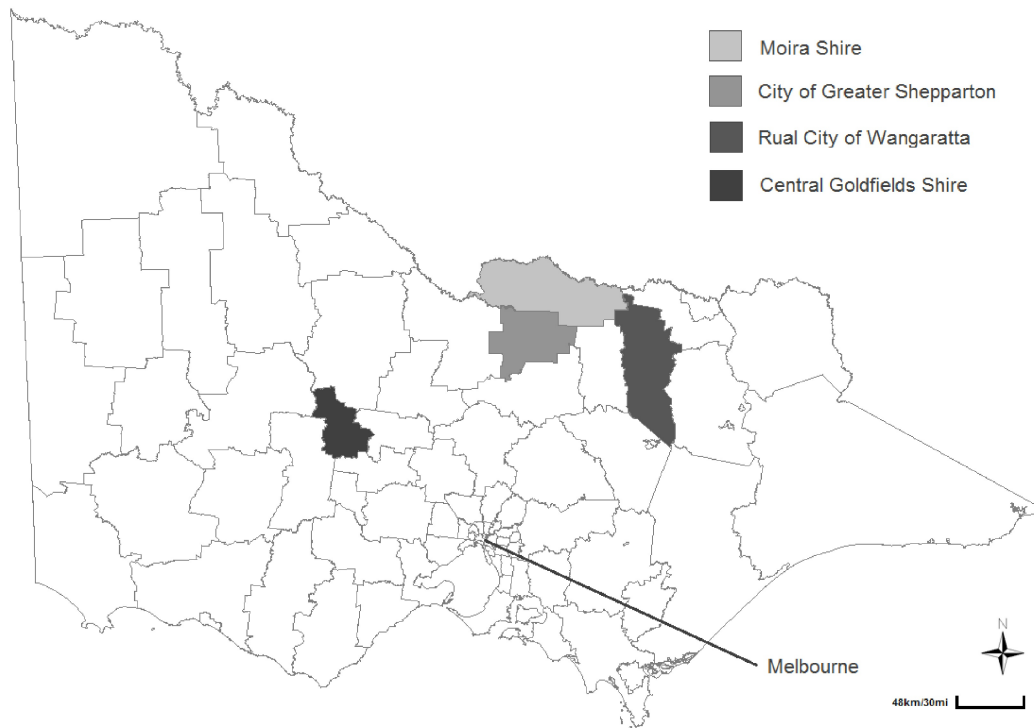 Moira Shire
City of Greater Shepparton
Rual City of Wangaratta
Central Goldfields Shire
Melbourne
N
48km/30mi